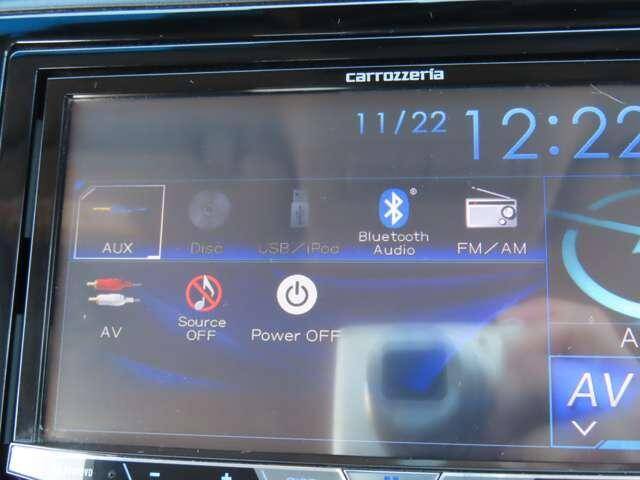 carrozzeria
11/22 12:22
AUX
Disc
USB/iPod
Bluetooth
Audio
FM/AM
AV
Source
OFF
Power OFF
A
AV